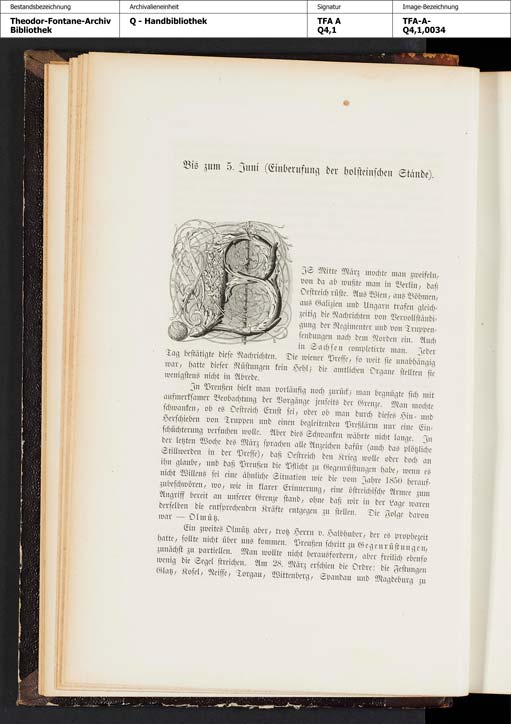 Bestandsbezeichnung Archivalieneinheit Signatur Image-Bezeichnung
Theodor-Fontane-Archiv Q - Handbibliothek TFA A TFA-A-
Bibliothek Q4,1 Q4,1,0034
Bis zum 5. Juni (Einberufung der holsteinschen Stände).
BIS Mitte März mochte man zweifeln,
von da ab wußte man in Berlin, daß
Oestreich rüste. Aus Wien, aus Böhmen,
aus Galizien und Ungarn trafen gleich-
zeitig die Nachrichten von Vervollständi-
gung der Regimenter und von Truppen-
sendungen nach dem Norden ein. Auch
in Sachsen completirte man. Jeder
Tag bestätigte diese Nachrichten. Die wiener Presse, so weit sie unabhängig
war, hatte dieser Rüstungen kein Hehl; die amtlichen Organe stellten sie
wenigstens nicht in Abrede.
In Preußen hielt man vorläufig noch zurück; man begnügte sich mit
aufmerksamer Beobachtung der Vorgänge jenseits der Grenze. Man mochte
schwanken, ob es Oestreich Ernst sei, oder ob man durch dieses Hin- und
Herschieben von Truppen und einen begleitenden Preßlärm nur eine Ein-
schüchterung versuchen wolle. Aber dies Schwanken währte nicht lange. In
der letzten Woche des März sprachen alle Anzeichen dafür (auch das plötzliche
Stillwerden in der Presse), daß Oestreich den Krieg wolle oder doch an
ihn glaube, und daß Preußen die Pflicht zu Gegenrüstungen habe, wenn es
nicht Willens sei eine ähnliche Situation wie die vom Jahre 1850 herauf-
zubeschwören, wo, wie in klarer Erinnerung, eine östreichische Armee zum
Angriff bereit an unserer Grenze stand, ohne daß wir in der Lage waren
derselben die entsprechenden Kräfte entgegen zu stellen. Die Folge davon
war — Olmütz.
Ein zweites Olmütz aber, trotz Herrn v. Halbhuber, der es prophezeit
hatte, sollte nicht über uns kommen. Preußen schritt zu Gegenrüstungen,
zunächst zu partiellen. Man wollte nicht herausfordern, aber freilich ebenso
wenig die Segel streichen. Am 28. März erschien die Ordre: die Festungen
Glatz, Kosel, Neisse, Torgau, Wittenberg, Spandau und Magdeburg zu